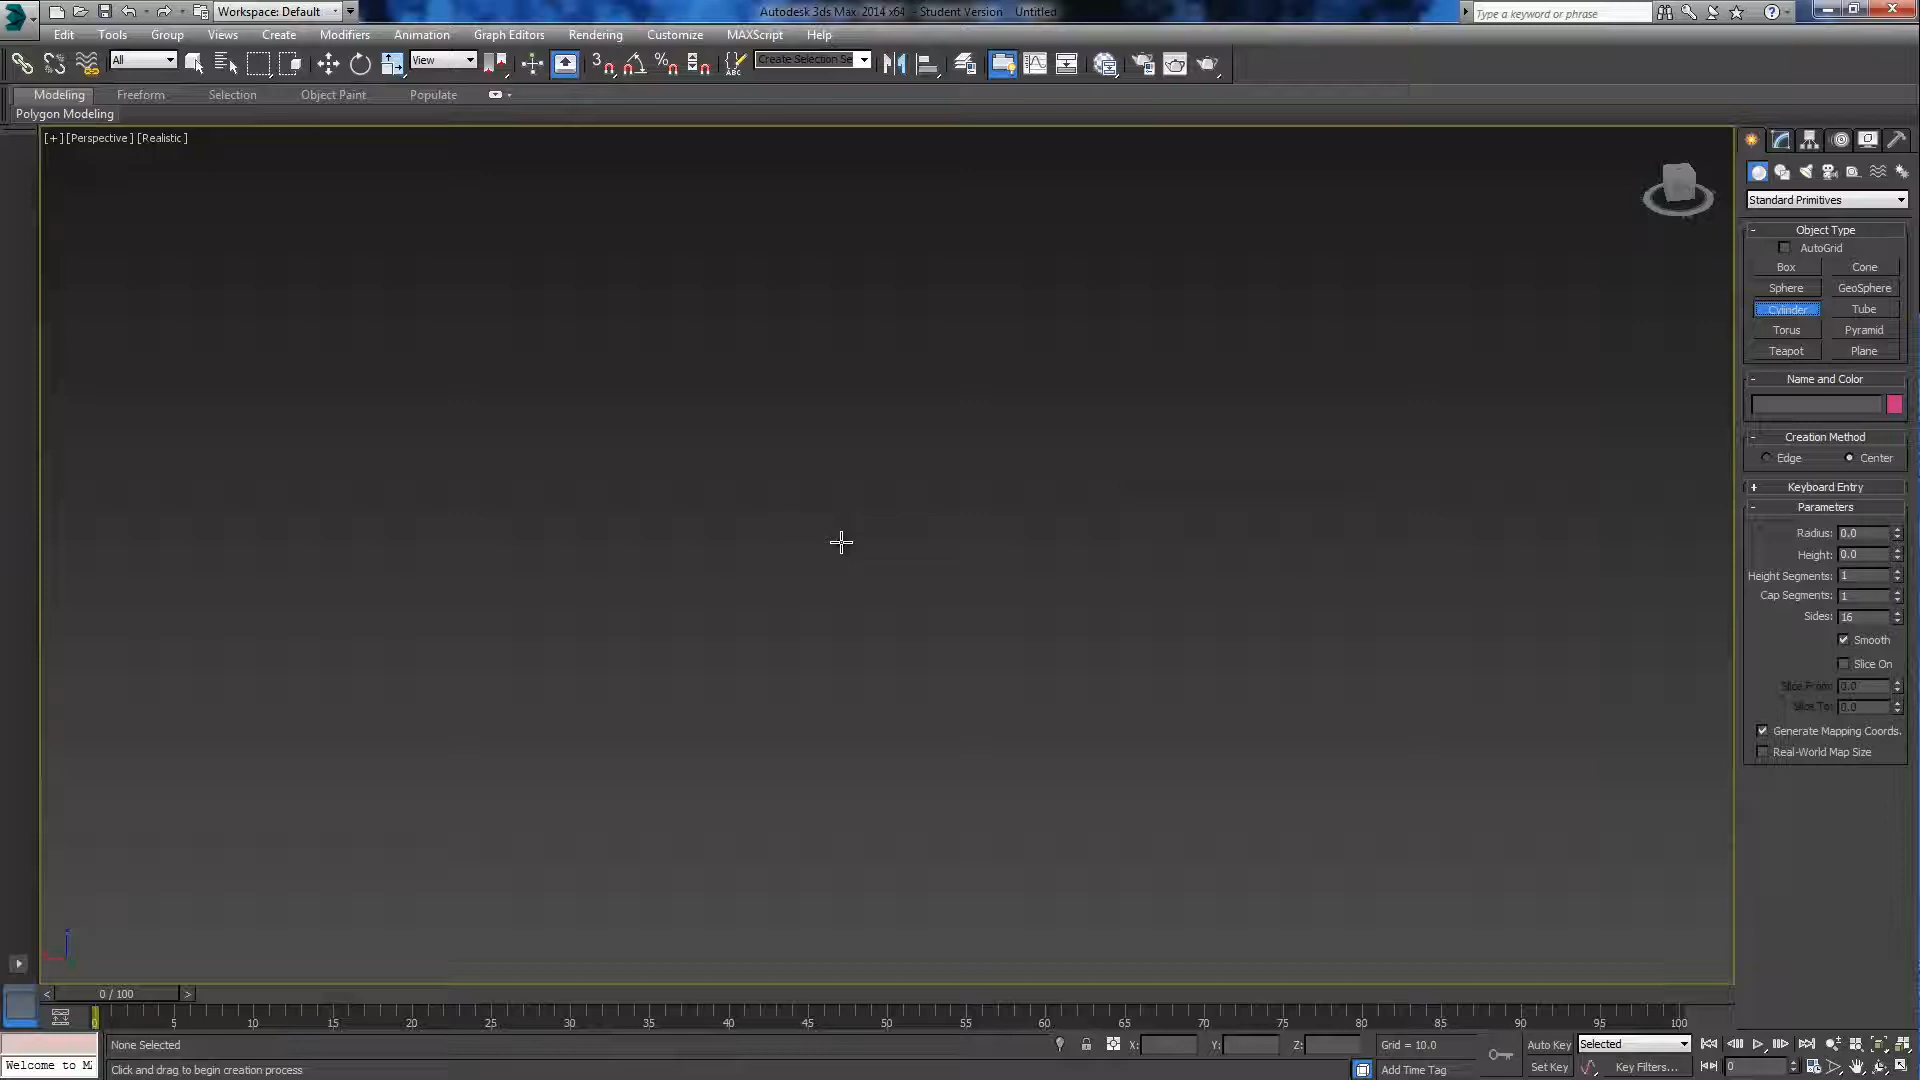 Workspace: Default
Autodesk 3ds Max 2014 x64 - Student Version Untitled
Type a keyword or phrase
Edit Tools Group Views Create Modifiers Animation Graph Editors Rendering Customize MAXScript Help
All View Create Selection Se
Modeling Freeform Selection Object Paint Populate
Polygon Modeling
[+] [Perspective] [Realistic]
Standard Primitives
- Object Type
AutoGrid
Box Cone
Sphere GeoSphere
Cylinder Tube
Torus Pyramid
Teapot Plane
- Name and Color
- Creation Method
Edge Center
+ Keyboard Entry
- Parameters
Radius: 0.0
Height: 0.0
Height Segments: 1
Cap Segments: 1
Sides: 16
Smooth
Slice On
Slice From: 0.0
Slice To: 0.0
Generate Mapping Coords.
Real-World Map Size
< 0 / 100 >
0 5 10 15 20 25 30 35 40 45 50 55 60 65 70 75 80 85 90 95 100
None Selected X: Y: Z: Grid = 10.0 Auto Key Selected
Welcome to M
Click and drag to begin creation process
Add Time Tag Set Key Key Filters... 0